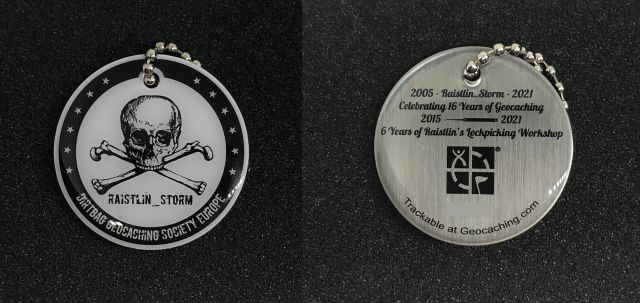 RAISTLIN_STORM
DIRTBAG GEOCACHING SOCIETY EUROPE
2005 - Raistlin_Storm - 2021
Celebrating 16 Years of Geocaching
2015 2021
6 Years of Raistlin's Lockpicking Workshop
Trackable at Geocaching.com